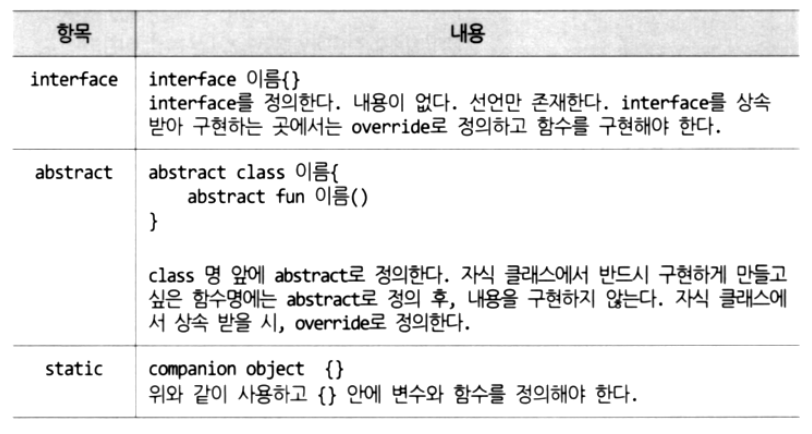 항목 내용
interface interface 이름{}
interface를 정의한다. 내용이 없다. 선언만 존재한다. interface를 상속
받아 구현하는 곳에서는 override로 정의하고 함수를 구현해야 한다.
abstract abstract class 이름{
abstract fun 이름()
}
class 명 앞에 abstract로 정의한다. 자식 클래스에서 반드시 구현하게 만들고
싶은 함수명에는 abstract로 정의 후, 내용을 구현하지 않는다. 자식 클래스에
서 상속 받을 시, override로 정의한다.
static companion object {}
위와 같이 사용하고 {} 안에 변수와 함수를 정의해야 한다.